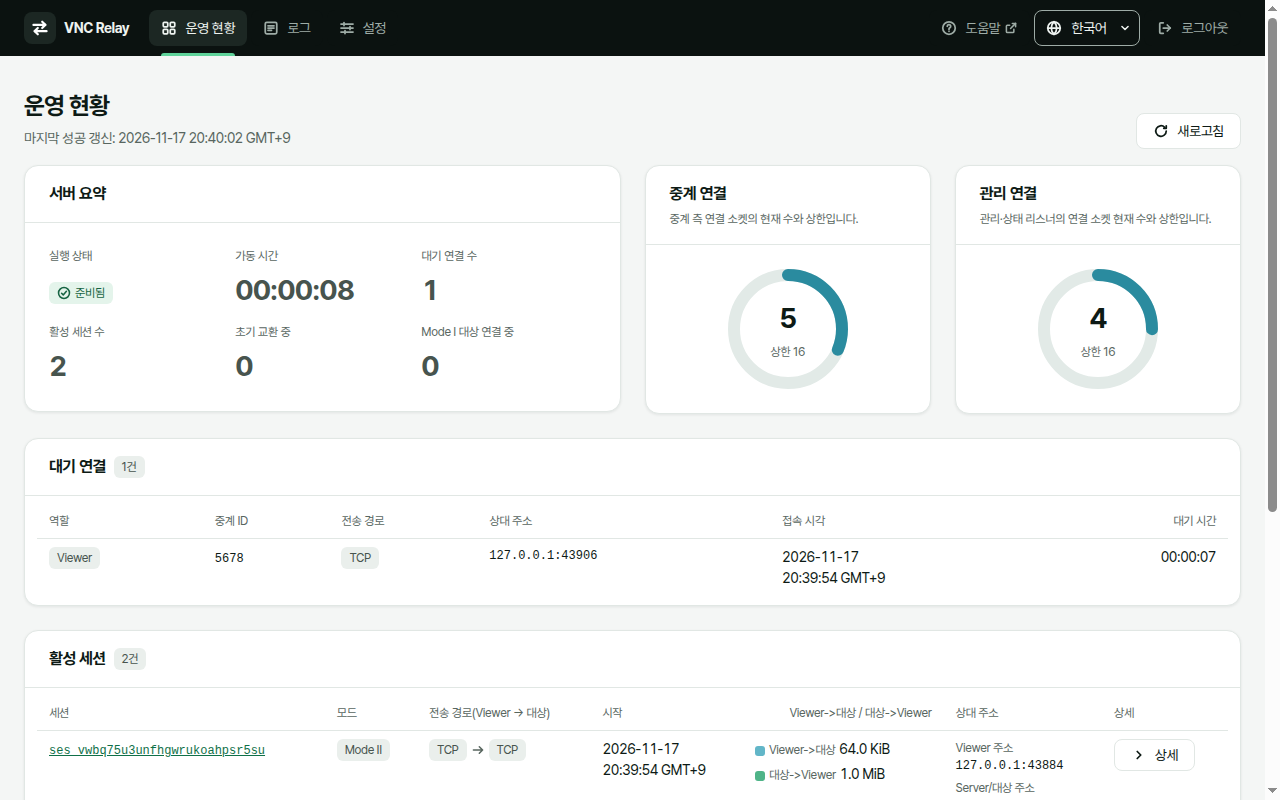 VNC Relay
운영 현황
로그
설정
도움말
한국어
로그아웃
운영 현황
마지막 성공 갱신: 2026-11-17 20:40:02 GMT+9
새로고침
서버 요약
실행 상태
가동 시간
대기 연결 수
준비됨
00:00:08
1
활성 세션 수
초기 교환 중
Mode I 대상 연결 중
2
0
0
중계 연결
중계 측 연결 소켓의 현재 수와 상한입니다.
5
상한 16
관리 연결
관리·상태 리스너의 연결 소켓 현재 수와 상한입니다.
4
상한 16
대기 연결 1건
역할 중계 ID 전송 경로 상대 주소 접속 시각 대기 시간
Viewer 5678 TCP 127.0.0.1:43906 2026-11-17 00:00:07
20:39:54 GMT+9
활성 세션 2건
세션 모드 전송 경로(Viewer → 대상) 시작 Viewer->대상 / 대상->Viewer 상대 주소 상세
ses_vwbq75u3unfhgwrukoahpsr5su Mode II TCP → TCP 2026-11-17 Viewer->대상 64.0 KiB Viewer 주소 상세
20:39:54 GMT+9 대상->Viewer 1.0 MiB 127.0.0.1:43884
Server/대상 주소